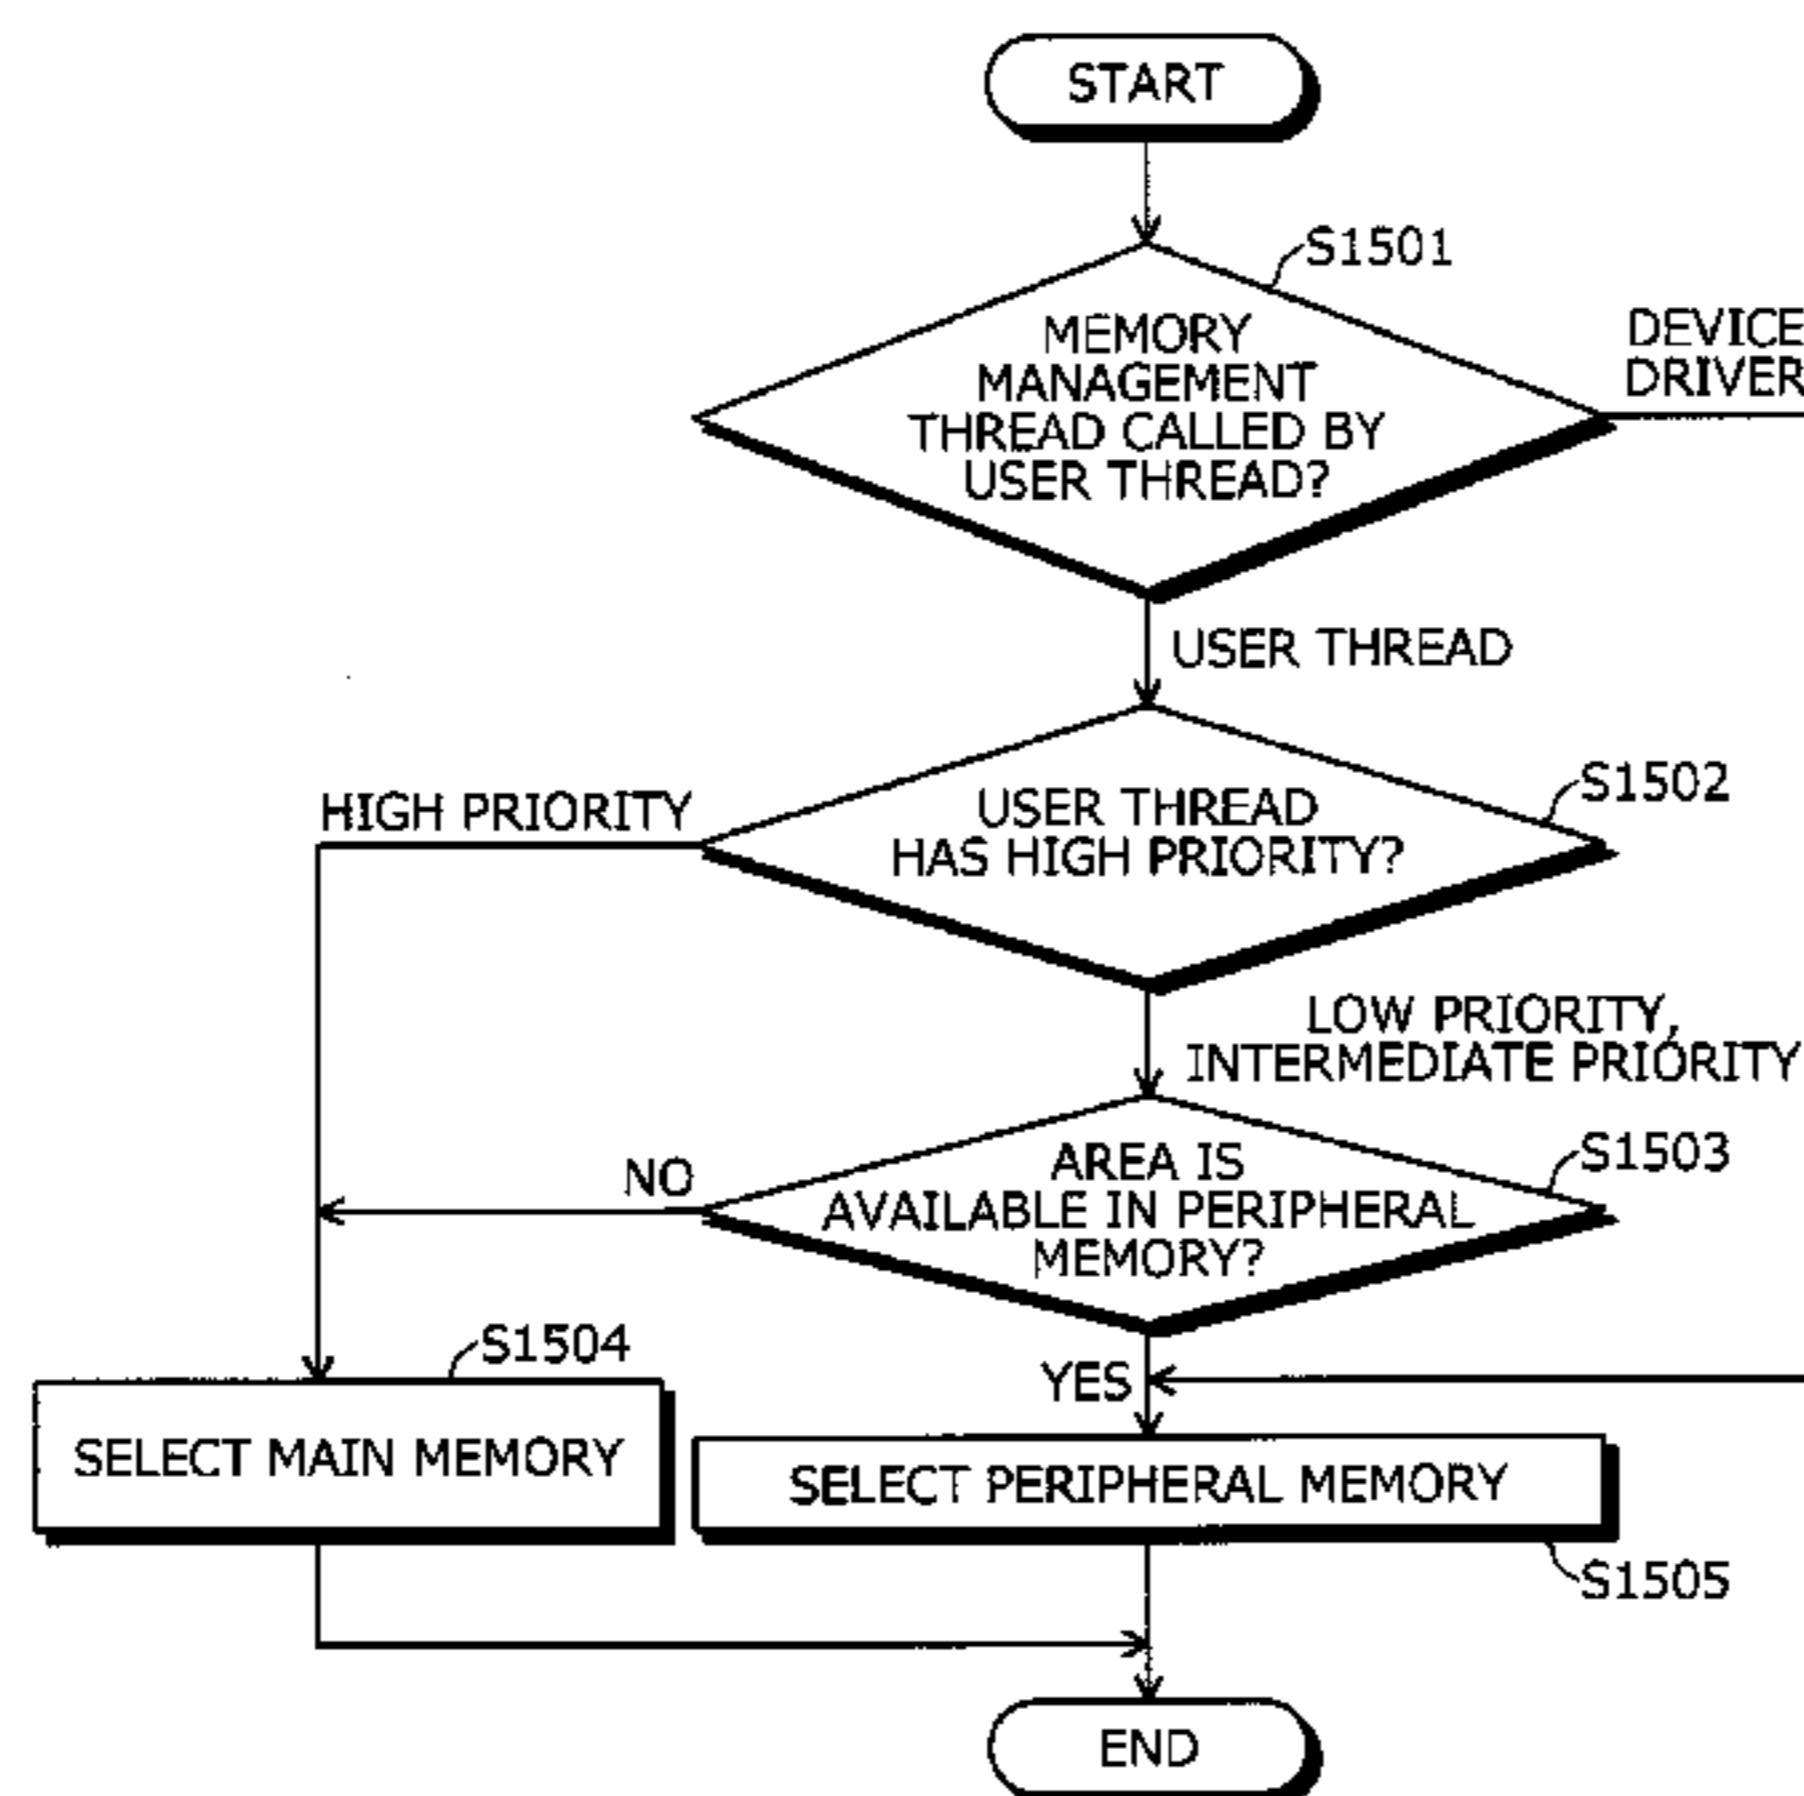 START
S1501
MEMORY
MANAGEMENT
THREAD CALLED BY
USER THREAD?
DEVICE
DRIVER
USER THREAD
S1502
HIGH PRIORITY
USER THREAD
HAS HIGH PRIORITY?
LOW PRIORITY,
INTERMEDIATE PRIORITY
S1503
NO
AREA IS
AVAILABLE IN PERIPHERAL
MEMORY?
S1504
YES
SELECT MAIN MEMORY
SELECT PERIPHERAL MEMORY
S1505
END